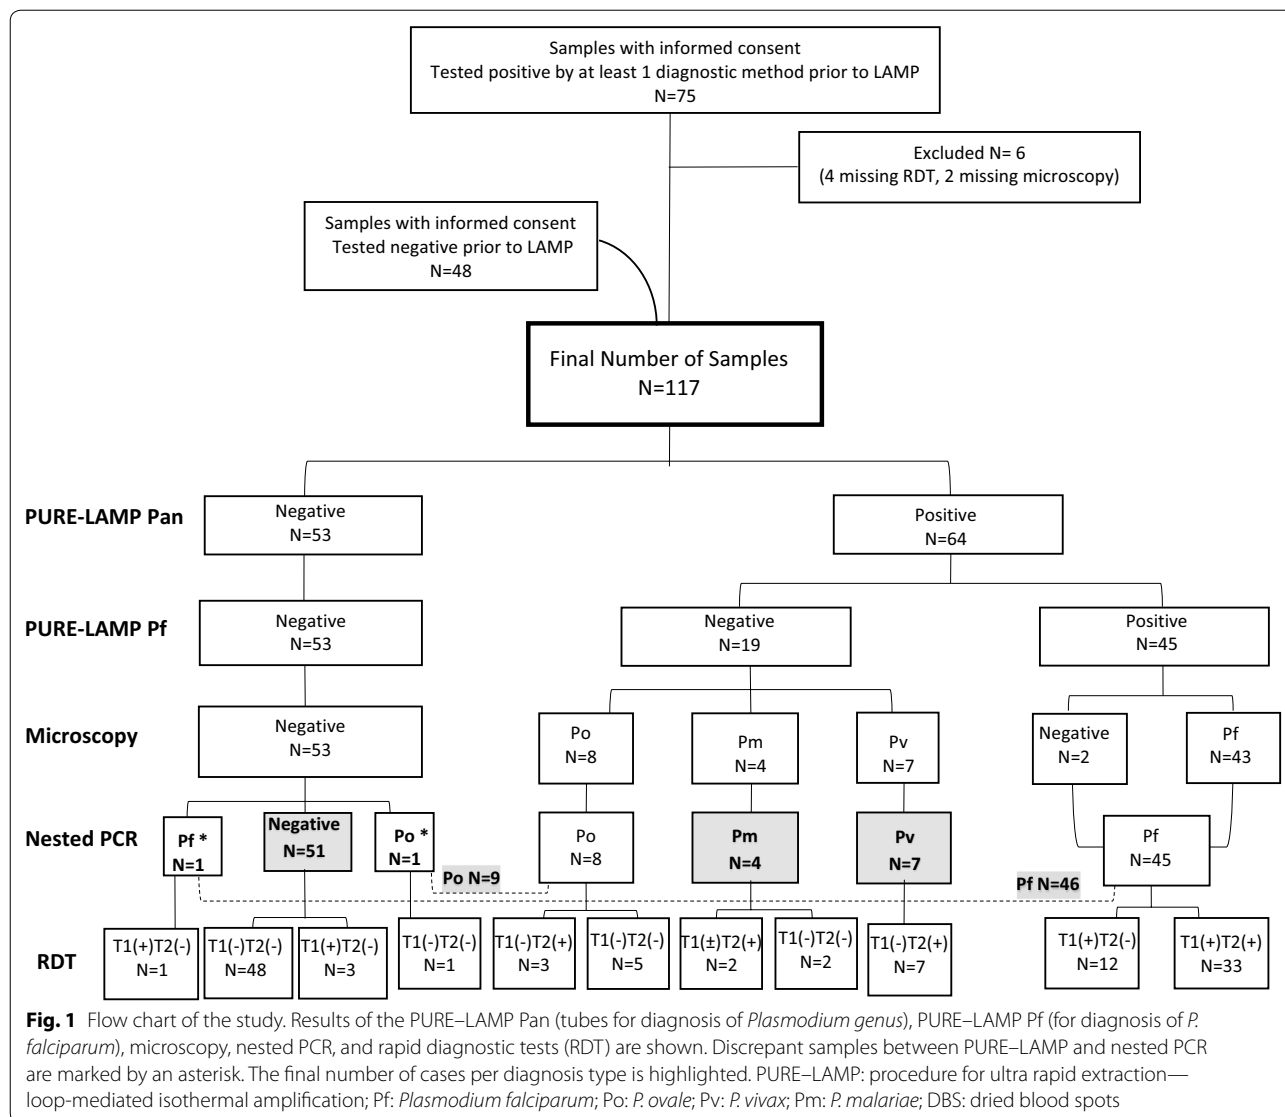 Samples with informed consent
Tested positive by at least 1 diagnostic method prior to LAMP
N=75
Excluded N= 6
(4 missing RDT, 2 missing microscopy)
Samples with informed consent
Tested negative prior to LAMP
N=48
Final Number of Samples
N=117
PURE-LAMP Pan
Negative
N=53
Positive
N=64
PURE-LAMP Pf
Negative
N=53
Negative
N=19
Positive
N=45
Microscopy
Negative
N=53
Po
N=8
Pm
N=4
Pv
N=7
Negative
N=2
Pf
N=43
Nested PCR
Pf *
N=1
Negative
N=51
Po *
N=1
Po N=9
Po
N=8
Pm
N=4
Pv
N=7
Pf N=46
Pf
N=45
RDT
T1(+)T2(-)
N=1
T1(-)T2(-)
N=48
T1(+)T2(-)
N=3
T1(-)T2(-)
N=1
T1(-)T2(+)
N=3
T1(-)T2(-)
N=5
T1(±)T2(+)
N=2
T1(-)T2(-)
N=2
T1(-)T2(+)
N=7
T1(+)T2(-)
N=12
T1(+)T2(+)
N=33
Fig. 1 Flow chart of the study. Results of the PURE–LAMP Pan (tubes for diagnosis of Plasmodium genus), PURE–LAMP Pf (for diagnosis of P.
falciparum), microscopy, nested PCR, and rapid diagnostic tests (RDT) are shown. Discrepant samples between PURE–LAMP and nested PCR
are marked by an asterisk. The final number of cases per diagnosis type is highlighted. PURE–LAMP: procedure for ultra rapid extraction—
loop-mediated isothermal amplification; Pf: Plasmodium falciparum; Po: P. ovale; Pv: P. vivax; Pm: P. malariae; DBS: dried blood spots